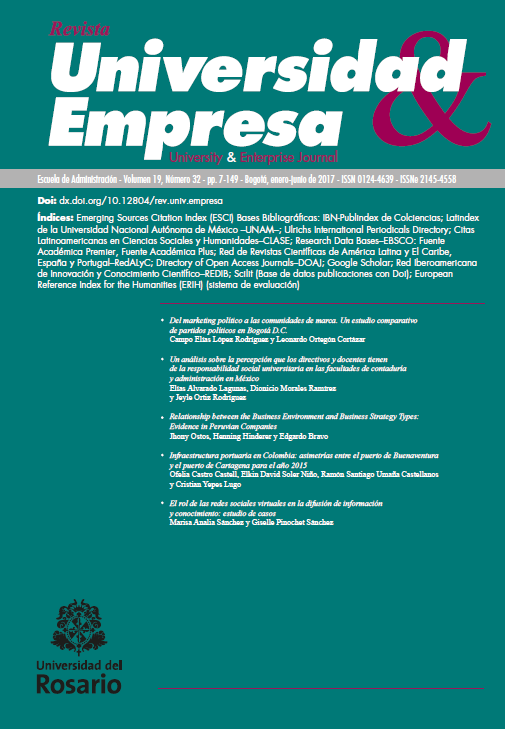 Revista
Universidad &
Empresa
University & Enterprise Journal
Escuela de Administración - Volumen 19, Número 32 - pp. 7-149 - Bogotá, enero-junio de 2017 - ISSN 0124-4639 - ISSNe 2145-4558
Doi: dx.doi.org/10.12804/rev.univ.empresa
Índices: Emerging Sources Citation Index (ESCI) Bases Bibliográficas: IBN-Publindex de Colciencias; Latindex
de la Universidad Nacional Autónoma de México –UNAM–; Ulrichs International Periodicals Directory; Citas
Latinoamericanas en Ciencias Sociales y Humanidades–CLASE; Research Data Bases–EBSCO: Fuente
Académica Premier, Fuente Académica Plus; Red de Revistas Científicas de América Latina y El Caribe,
España y Portugal–RedALyC; Directory of Open Access Journals–DOAJ; Google Scholar; Red Iberoamericana
de Innovación y Conocimiento Científico–REDIB; Scilit (Base de datos publicaciones con Doi); European
Reference Index for the Humanities (ERIH) (sistema de evaluación)
• Del marketing político a las comunidades de marca. Un estudio comparativo
de partidos políticos en Bogotá D.C.
Campo Elías López Rodríguez y Leonardo Ortegón Cortázar
• Un análisis sobre la percepción que los directivos y docentes tienen
de la responsabilidad social universitaria en las facultades de contaduría
y administración en México
Elías Alvarado Lagunas, Dionicio Morales Ramírez
y Jeyle Ortiz Rodríguez
• Relationship between the Business Environment and Business Strategy Types:
Evidence in Peruvian Companies
Jhony Ostos, Henning Hinderer y Edgardo Bravo
• Infraestructura portuaria en Colombia: asimetrías entre el puerto de Buenaventura
y el puerto de Cartagena para el año 2015
Ofelia Castro Castell, Elkin David Soler Niño, Ramón Santiago Umaña Castellanos
y Cristian Yepes Lugo
• El rol de las redes sociales virtuales en la difusión de información
y conocimiento: estudio de casos
Marisa Analía Sánchez y Giselle Pinochet Sánchez
Universidad del
Rosario